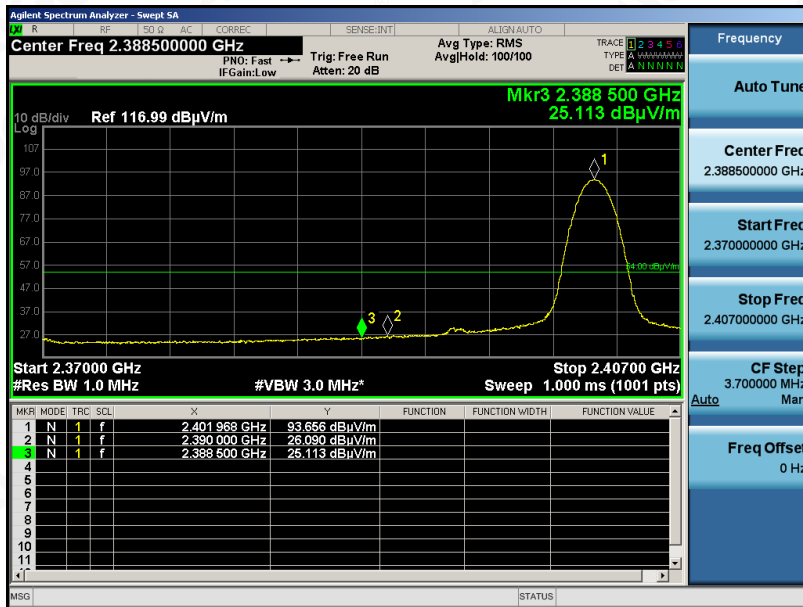 Agilent Spectrum Analyzer - Swept SA
LXI R RF 50 Ω AC CORREC SENSE:INT ALIGN AUTO
Center Freq 2.388500000 GHz
PNO: Fast
IFGain:Low
Trig: Free Run
Atten: 20 dB
Avg Type: RMS
Avg|Hold: 100/100
TRACE 1 2 3 4 5 6
TYPE A WWWWW
DET A N N N N N
Mkr3 2.388 500 GHz
25.113 dBµV/m
10 dB/div Ref 116.99 dBµV/m
Log
107
97.0
87.0
77.0
67.0
57.0
47.0
37.0
27.0
1
54.00 dBµV/m
3
2
Start 2.37000 GHz Stop 2.40700 GHz
#Res BW 1.0 MHz #VBW 3.0 MHz* Sweep 1.000 ms (1001 pts)
MKR MODE TRC SCL X Y FUNCTION FUNCTION WIDTH FUNCTION VALUE
1 N 1 f 2.401 968 GHz 93.656 dBµV/m
2 N 1 f 2.390 000 GHz 26.090 dBµV/m
3 N 1 f 2.388 500 GHz 25.113 dBµV/m
4
5
6
7
8
9
10
11
MSG STATUS
Frequency
Auto Tune
Center Freq
2.388500000 GHz
Start Freq
2.370000000 GHz
Stop Freq
2.407000000 GHz
CF Step
3.700000 MHz
Auto Man
Freq Offset
0 Hz